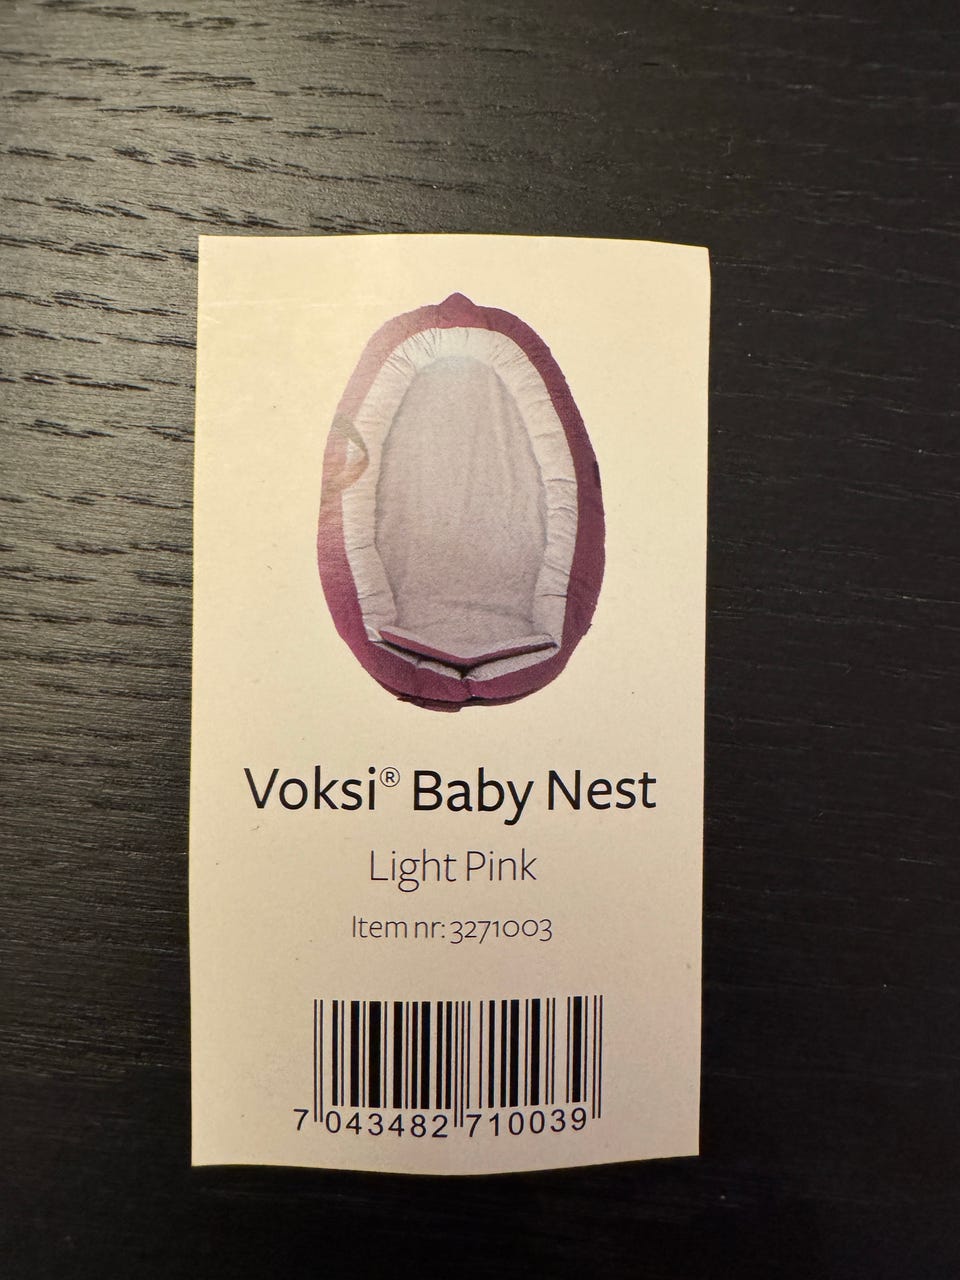 Voksi® Baby Nest
Light Pink
Item nr: 3271003
7 043482 710039